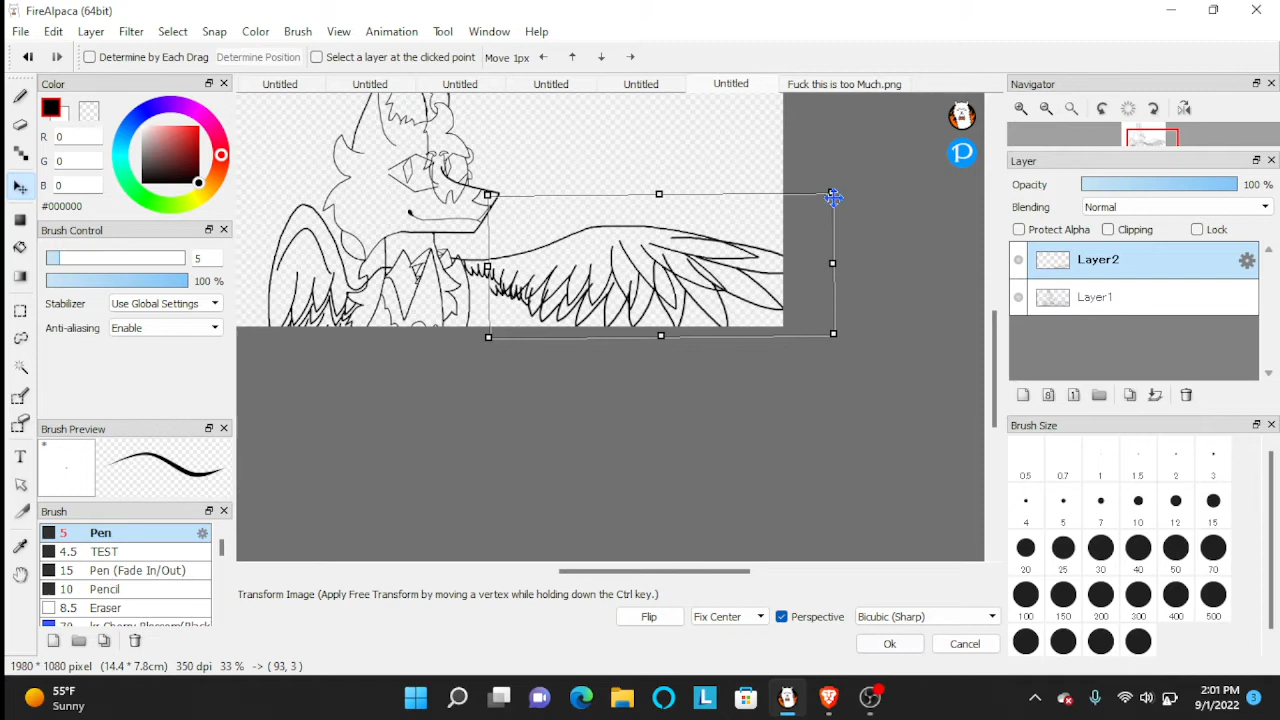 FireAlpaca (64bit)
File Edit View Layer Filter Select Snap Color Brush View Animation Tool Window Help
Determine by Each Drag Determine Position Select a layer at the clicked point Move 1px
Color
Untitled Untitled Untitled Untitled Untitled Untitled Fuck this is too Much.png
Navigator
R 0
G 0
B 0
#000000
Layer
Opacity 100 %
Blending Normal
Protect Alpha Clipping Lock
Layer2
Layer1
Brush Control
5
100 %
Stabilizer Use Global Settings
Anti-aliasing Enable
Brush Preview
Brush
5 Pen
4.5 TEST
15 Pen (Fade In/Out)
10 Pencil
8.5 Eraser
Brush Size
0.5 0.7 1 1.5 2 3
4 5 7 10 12 15
20 25 30 40 50 70
100 150 200 300 400 500
Transform Image (Apply Free Transform by moving a vertex while holding down the Ctrl key.)
Flip Fix Center Perspective Bicubic (Sharp)
Ok Cancel
1980 * 1080 pixel (14.4 * 7.8cm) 350 dpi 33 % -> ( 93, 3 )
55°F
Sunny
2:01 PM
9/1/2022
3